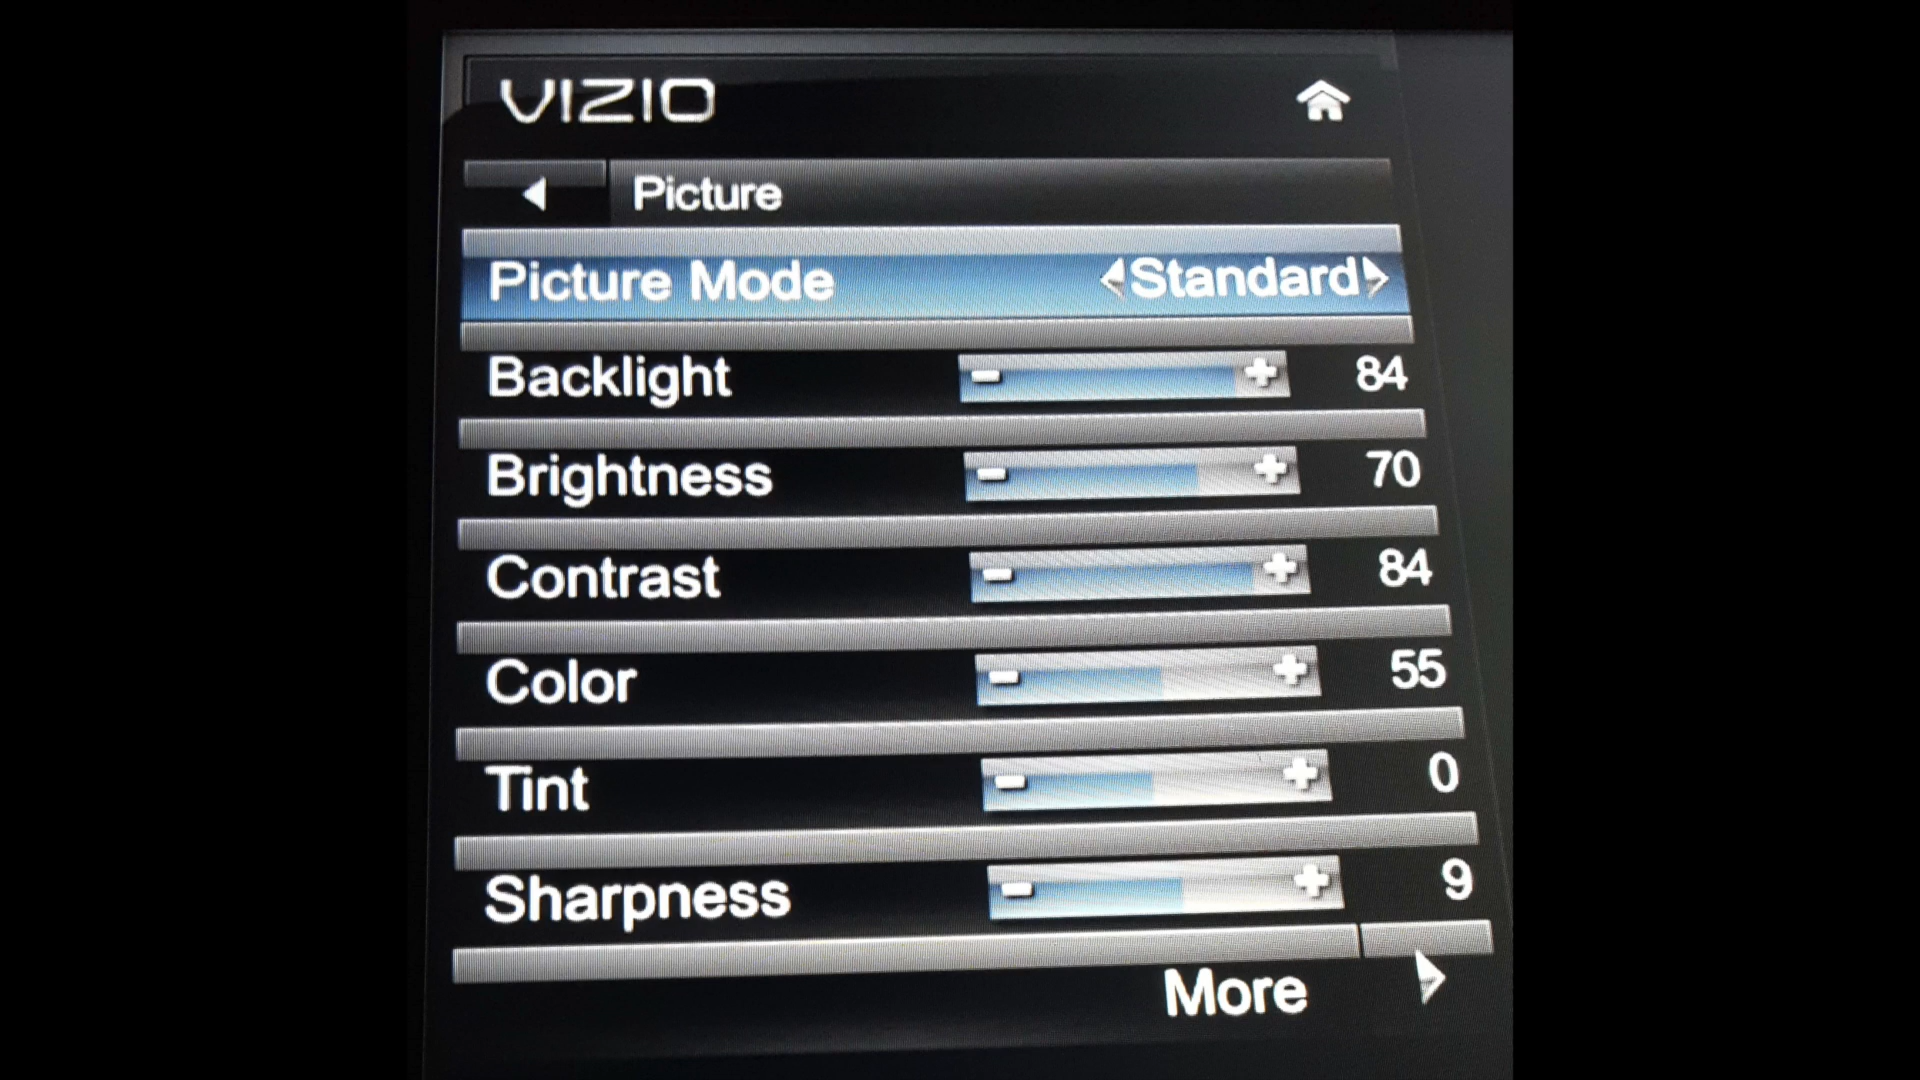 VIZIO
Picture
Picture Mode Standard
Backlight 84
Brightness 70
Contrast 84
Color 55
Tint 0
Sharpness 9
More